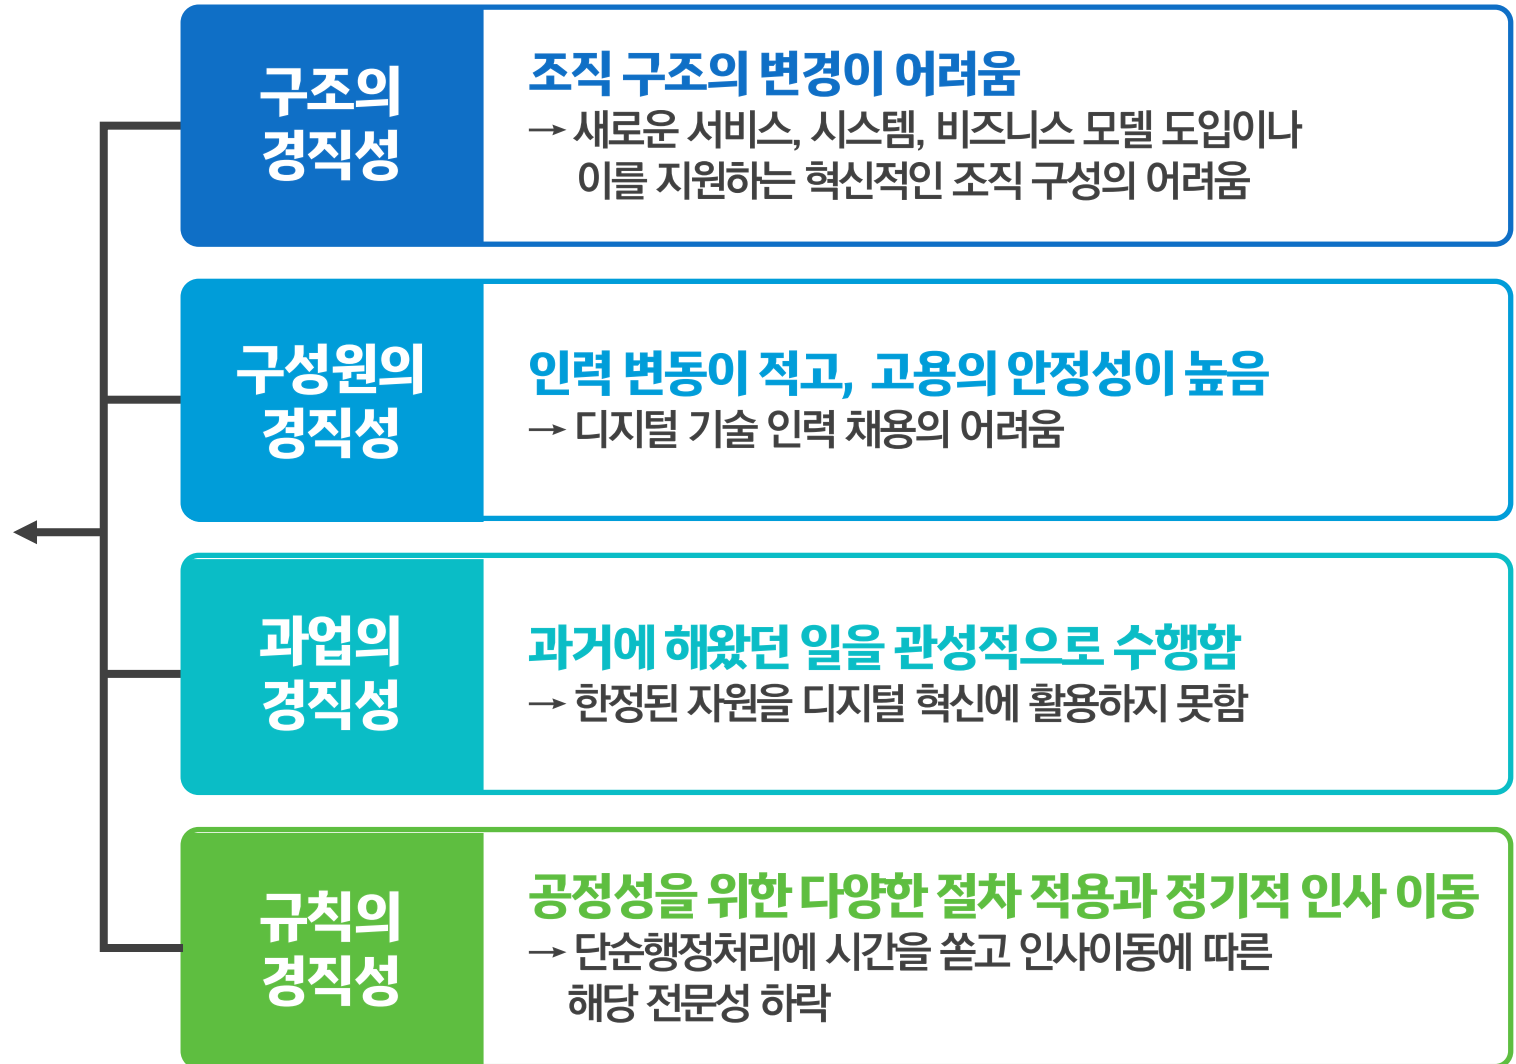 구조의
경직성
조직 구조의 변경이 어려움
→ 새로운 서비스, 시스템, 비즈니스 모델 도입이나
이를 지원하는 혁신적인 조직 구성의 어려움
구성원의
경직성
인력 변동이 적고, 고용의 안정성이 높음
→ 디지털 기술 인력 채용의 어려움
과업의
경직성
과거에 해왔던 일을 관성적으로 수행함
→ 한정된 자원을 디지털 혁신에 활용하지 못함
규칙의
경직성
공정성을 위한 다양한 절차 적용과 정기적 인사 이동
→ 단순행정처리에 시간을 쏟고 인사이동에 따른
해당 전문성 하락